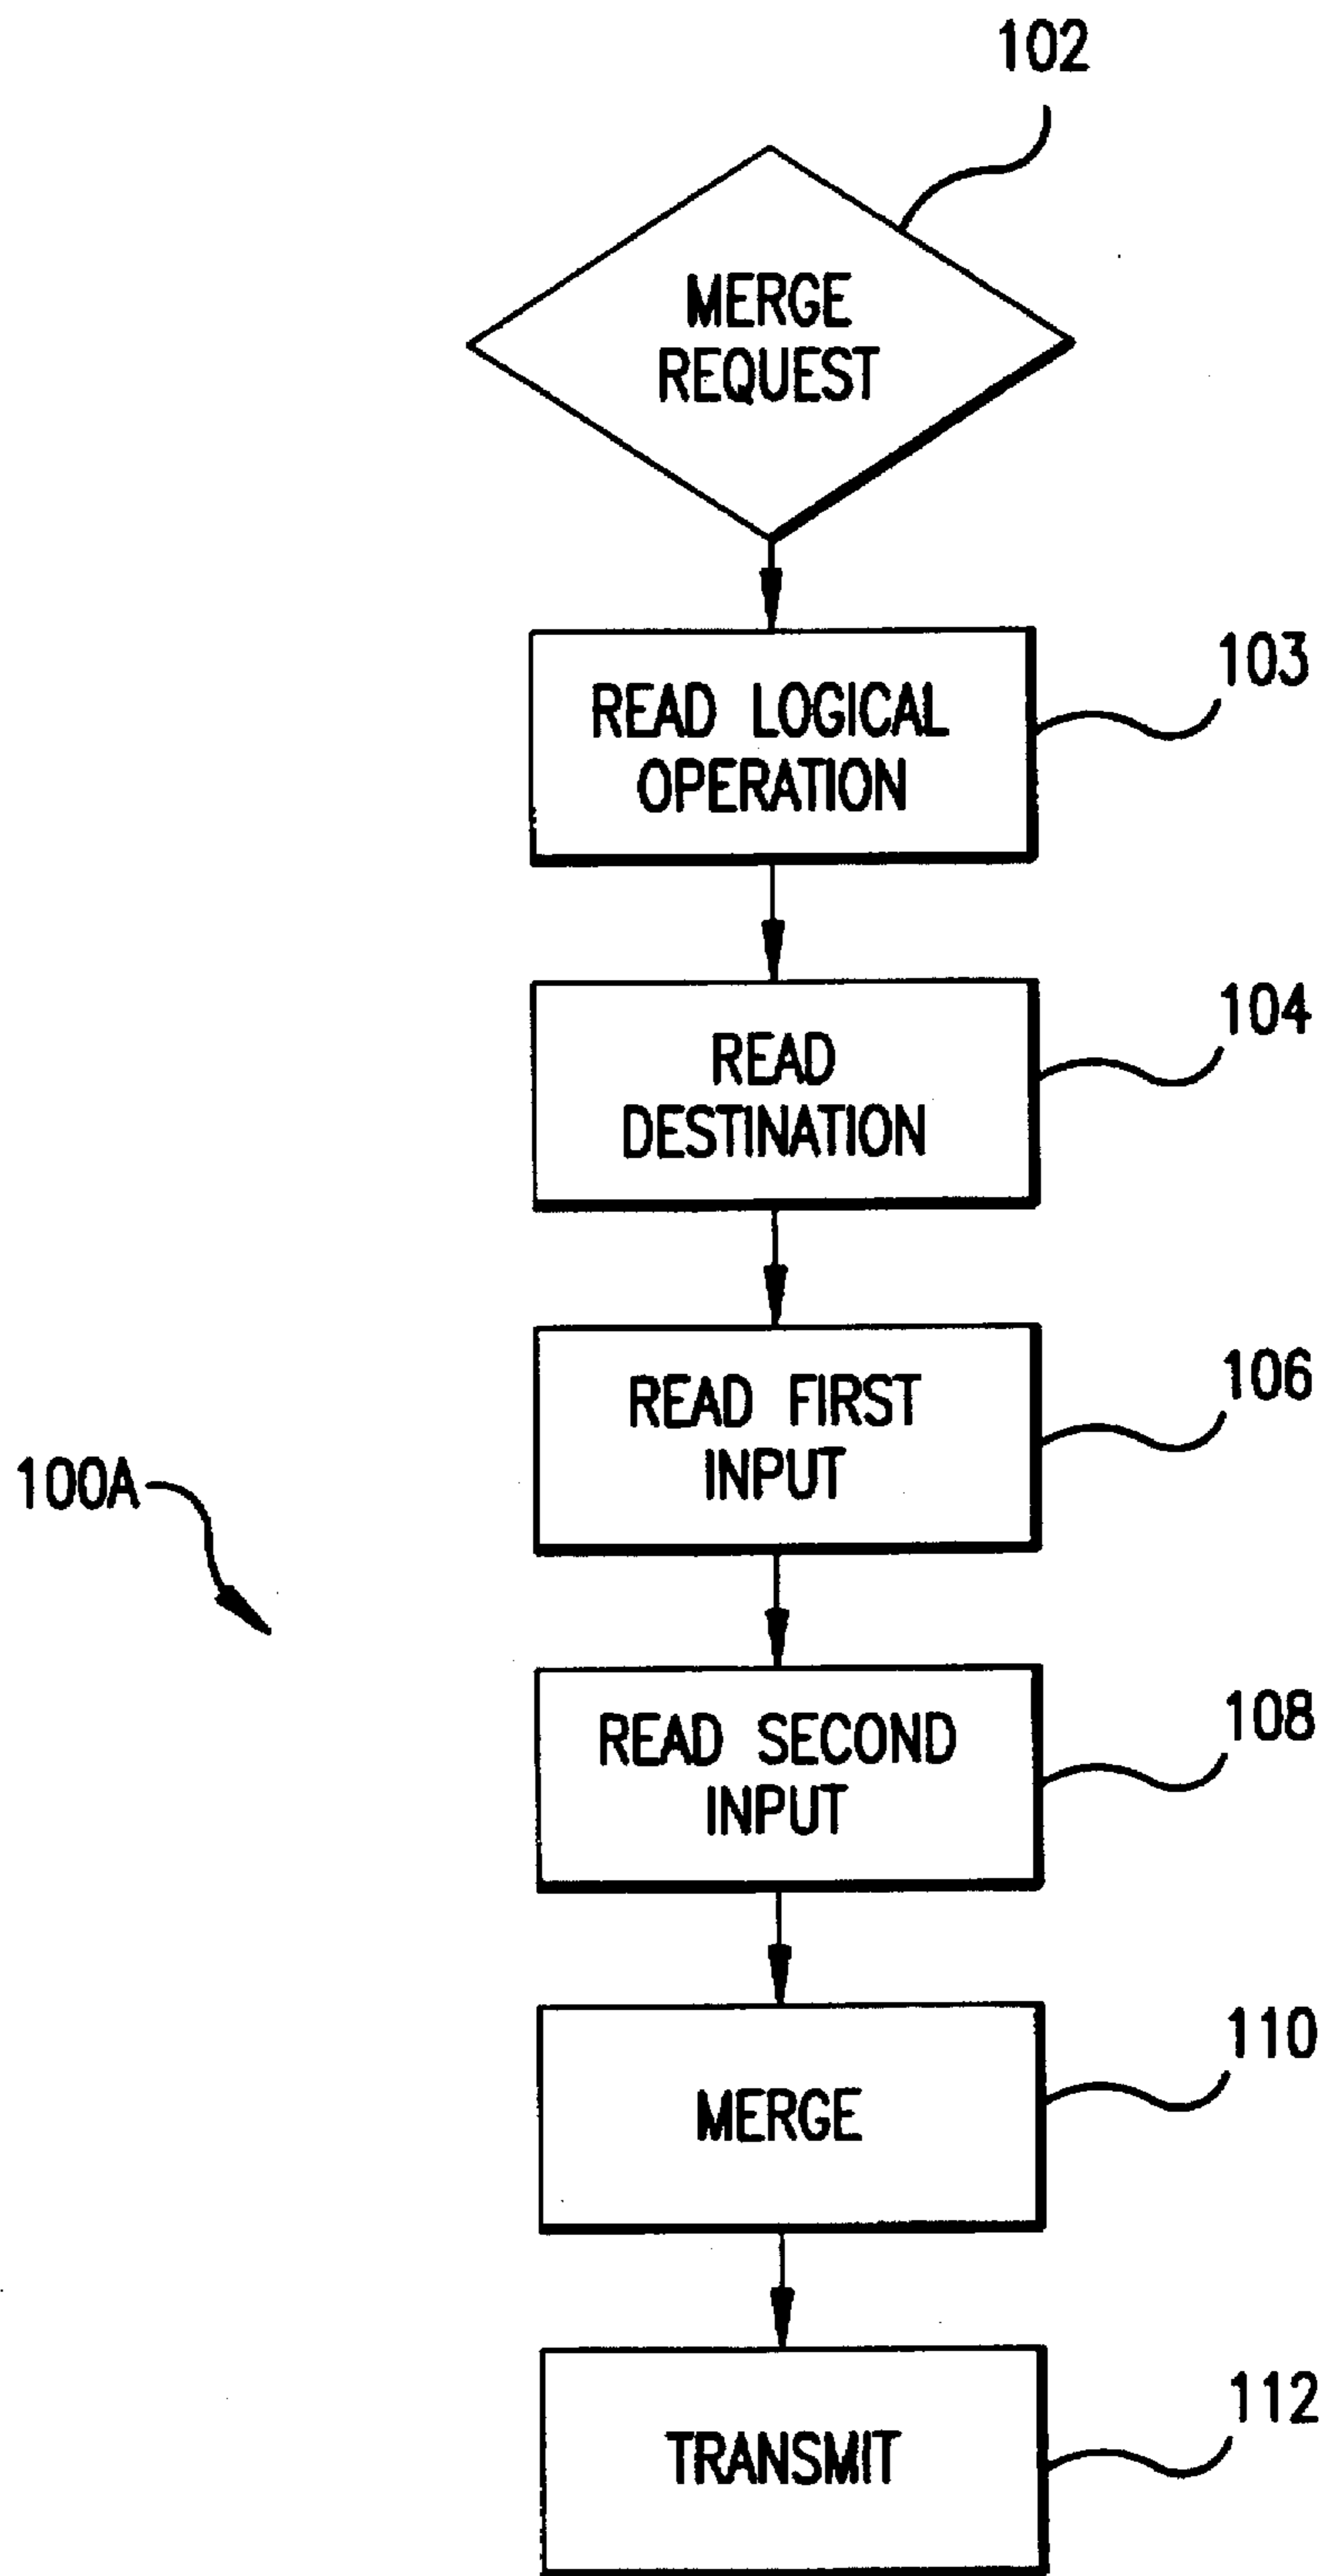 102
MERGE
REQUEST
READ LOGICAL
OPERATION
103
READ
DESTINATION
104
READ FIRST
INPUT
106
100A
READ SECOND
INPUT
108
MERGE
110
TRANSMIT
112